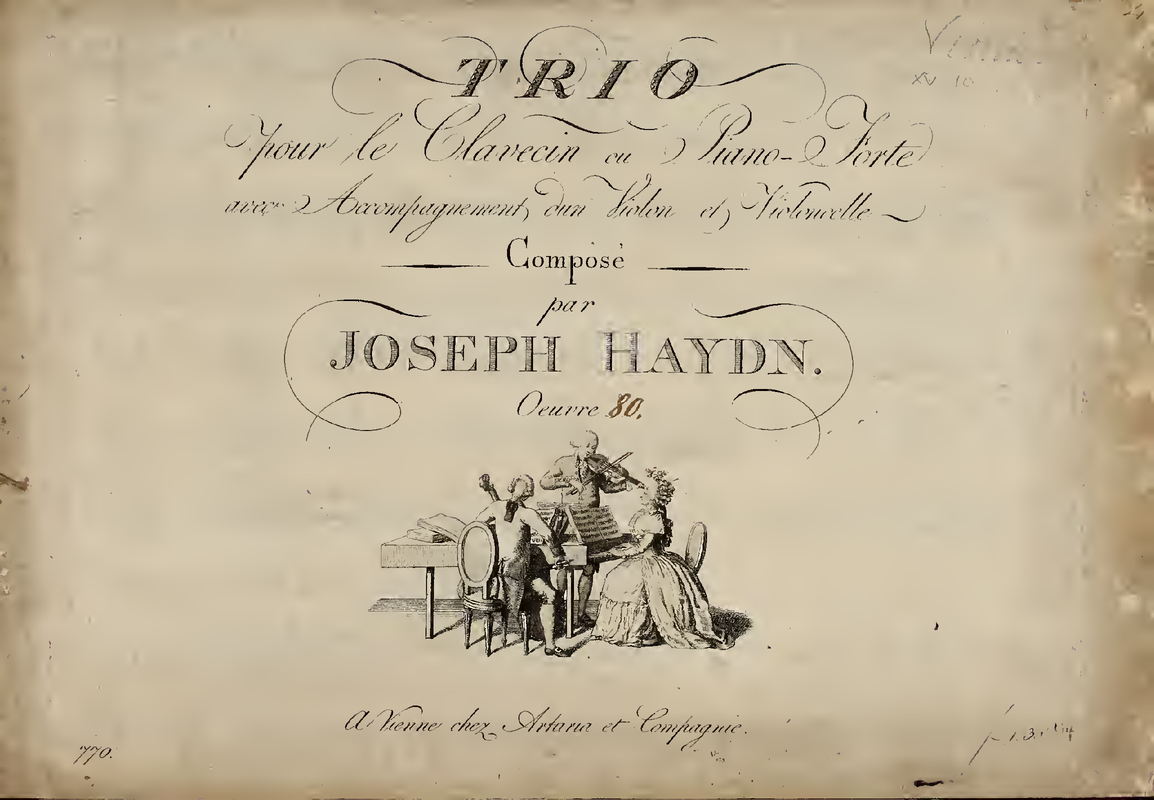 TRIO
pour le Clavecin ou Piano-Forte
avec Accompagnement dun Violon et Violoncelle
Composé
par
JOSEPH HAYDN.
Oeuvre 80.
A Vienne chez Artaria et Compagnie.
770.
XV 10